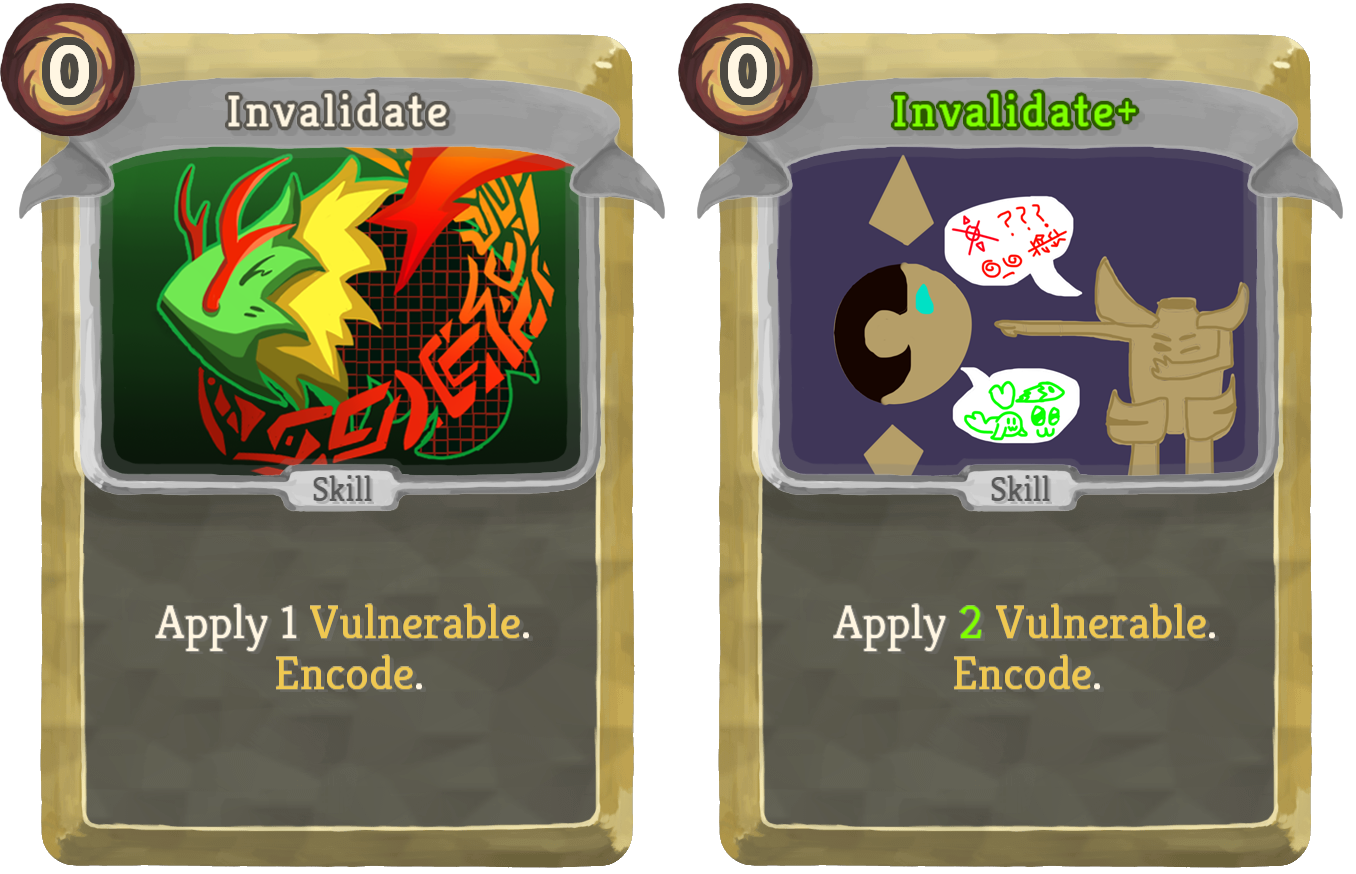 0
Invalidate
Skill
Apply 1 Vulnerable.
Encode.
0
Invalidate+
???
Skill
Apply 2 Vulnerable.
Encode.